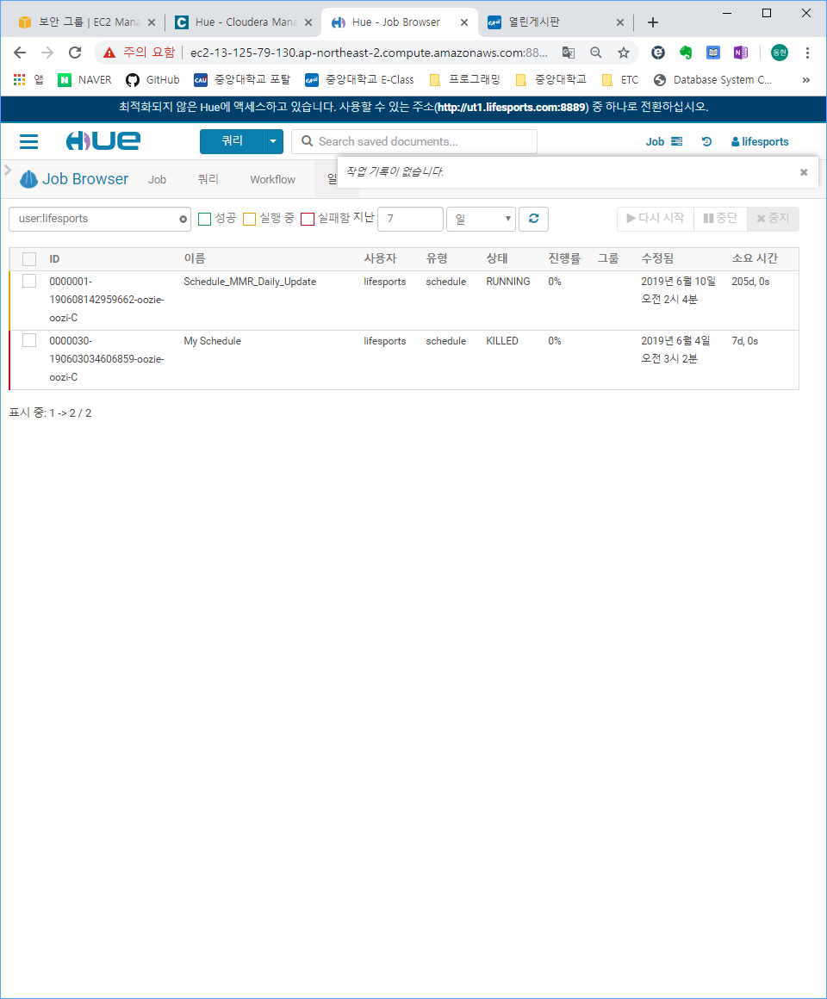 보안 그룹 | EC2 Mana
Hue - Cloudera Mana
Hue - Job Browser
열린게시판
주의 요함
ec2-13-125-79-130.ap-northeast-2.compute.amazonaws.com:88...
동현
앱
NAVER
GitHub
CAU 중앙대학교 포탈
중앙대학교 E-Class
프로그래밍
중앙대학교
ETC
Database System C...
»
최적화되지 않은 Hue에 액세스하고 있습니다. 사용할 수 있는 주소(http://ut1.lifesports.com:8889) 중 하나로 전환하십시오.
HUE
쿼리
Search saved documents...
Job
lifesports
Job Browser
Job
쿼리
Workflow
일
작업 기록이 없습니다.
user:lifesports
성공
실행 중
실패함
지난
7
일
다시 시작
중단
중지
ID 이름 사용자 유형 상태 진행률 그룹 수정됨 소요 시간
0000001- Schedule_MMR_Daily_Update lifesports schedule RUNNING 0% 2019년 6월 10일 205d, 0s
190608142959662-oozie- 오전 2시 4분
oozi-C
0000030- My Schedule lifesports schedule KILLED 0% 2019년 6월 4일 7d, 0s
190603034606859-oozie- 오전 3시 2분
oozi-C
표시 중: 1 -> 2 / 2